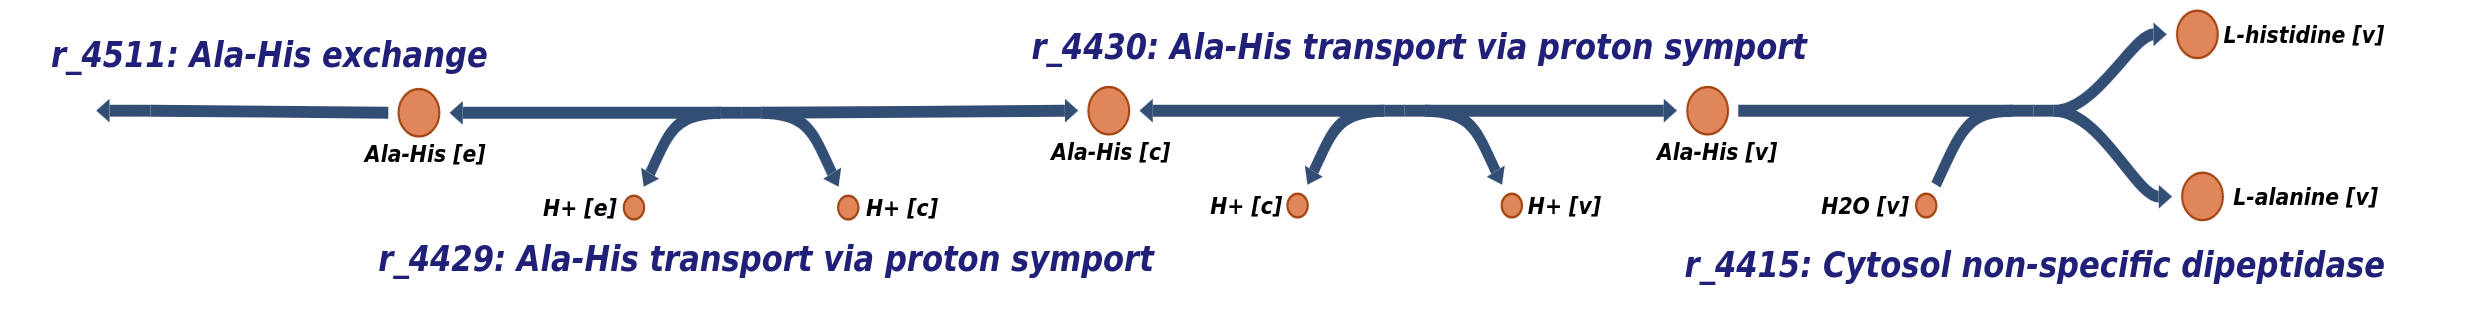 r_4511: Ala-His exchange
r_4430: Ala-His transport via proton symport
L-histidine [v]
Ala-His [e]
Ala-His [c]
Ala-His [v]
H+ [e]
H+ [c]
H+ [c]
H+ [v]
H2O [v]
L-alanine [v]
r_4429: Ala-His transport via proton symport
r_4415: Cytosol non-specific dipeptidase